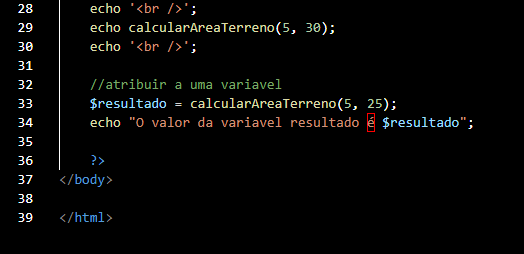 28 echo '<br />';
29 echo calcularAreaTerreno(5, 30);
30 echo '<br />';
31
32 //atribuir a uma variavel
33 $resultado = calcularAreaTerreno(5, 25);
34 echo "O valor da variavel resultado é $resultado";
35
36 ?>
37 </body>
38
39 </html>